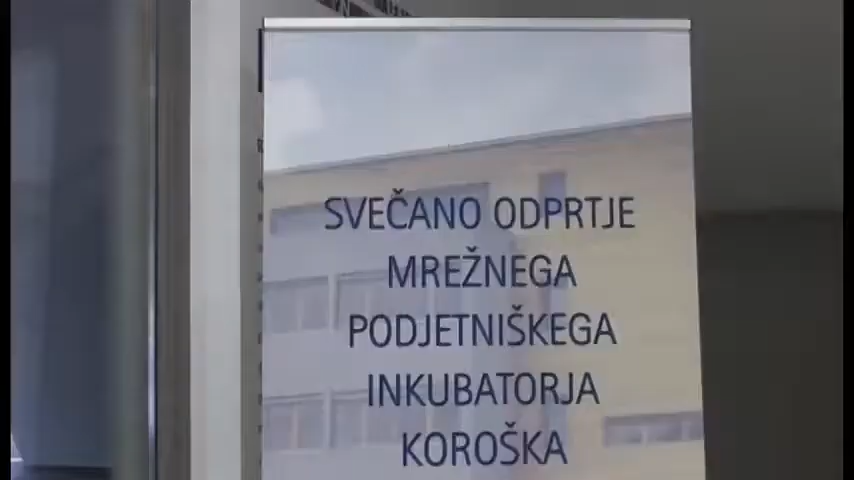 SVEČANO ODPRTJE
MREŽNEGA
PODJETNIŠKEGA
INKUBATORJA
KOROŠKA